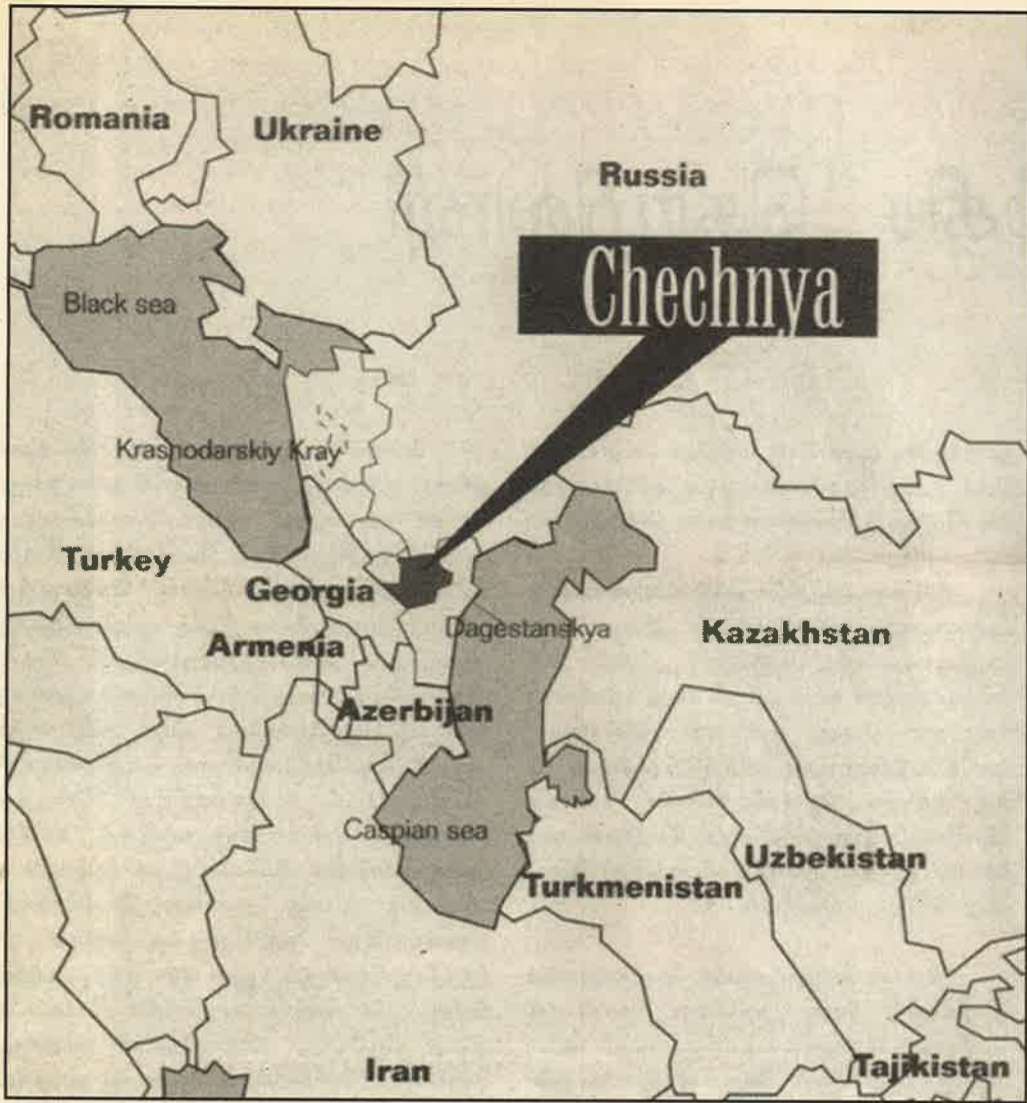 Romania
Ukraine
Russia
Chechnya
Black sea
Krasnodarskiy Kray
Turkey
Georgia
Dagestanskya
Kazakhstan
Armenia
Azerbijan
Caspian sea
Uzbekistan
Turkmenistan
Iran
Tajikistan